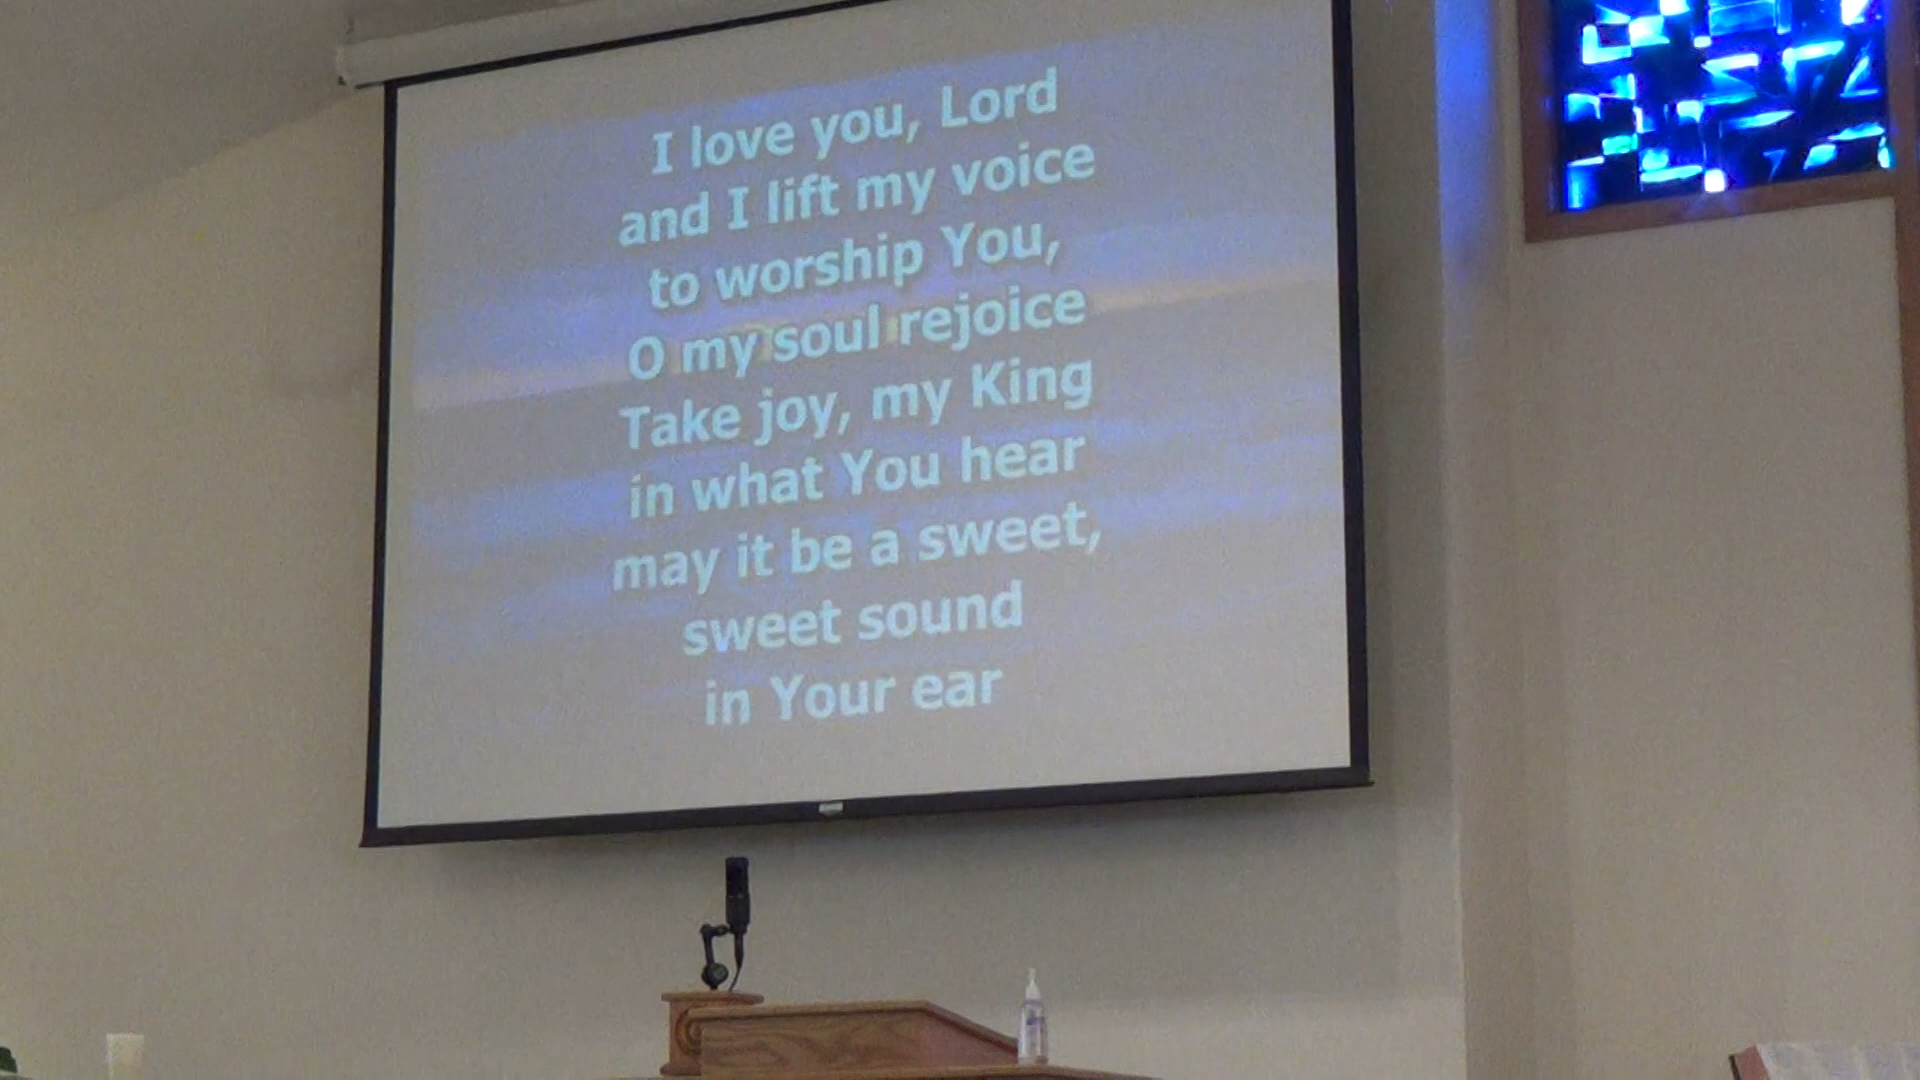 I love you, Lord
and I lift my voice
to worship You,
O my soul rejoice
Take joy, my King
in what You hear
may it be a sweet,
sweet sound
in Your ear